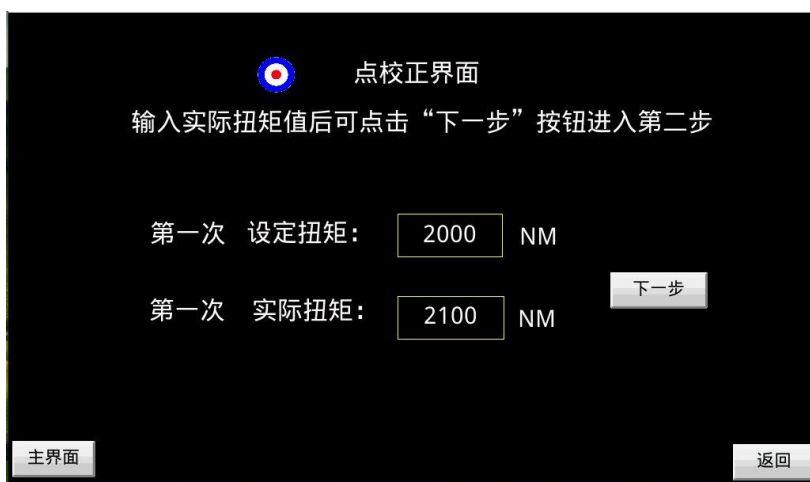 点校正界面
输入实际扭矩值后可点击“下一步”按钮进入第二步
第一次 设定扭矩: 2000 NM
下一步
第一次 实际扭矩: 2100 NM
主界面
返回